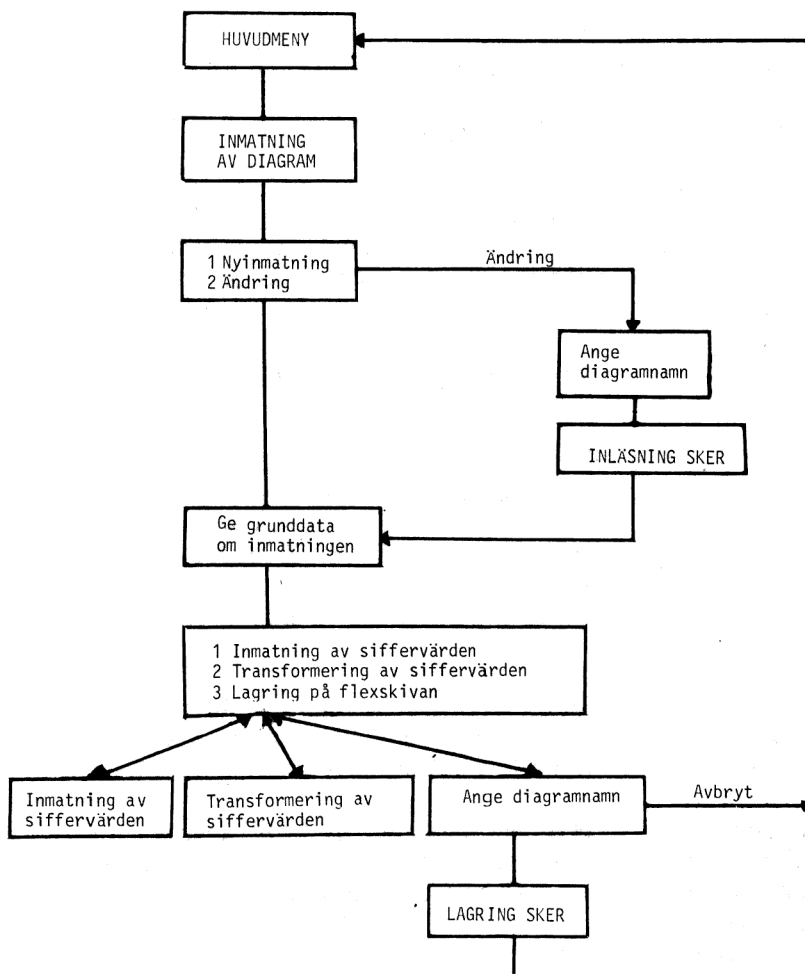 HUVUDMENY
INMATNING
AV DIAGRAM
1 Nyinmatning
2 Ändring
Ändring
Ange
diagramnamn
INLÄSNING SKER
Ge grunddata
om inmatningen
1 Inmatning av siffervärden
2 Transformering av siffervärden
3 Lagring på flexskivan
Inmatning av
siffervärden
Transformering av
siffervärden
Ange diagramnamn
Avbryt
LAGRING SKER